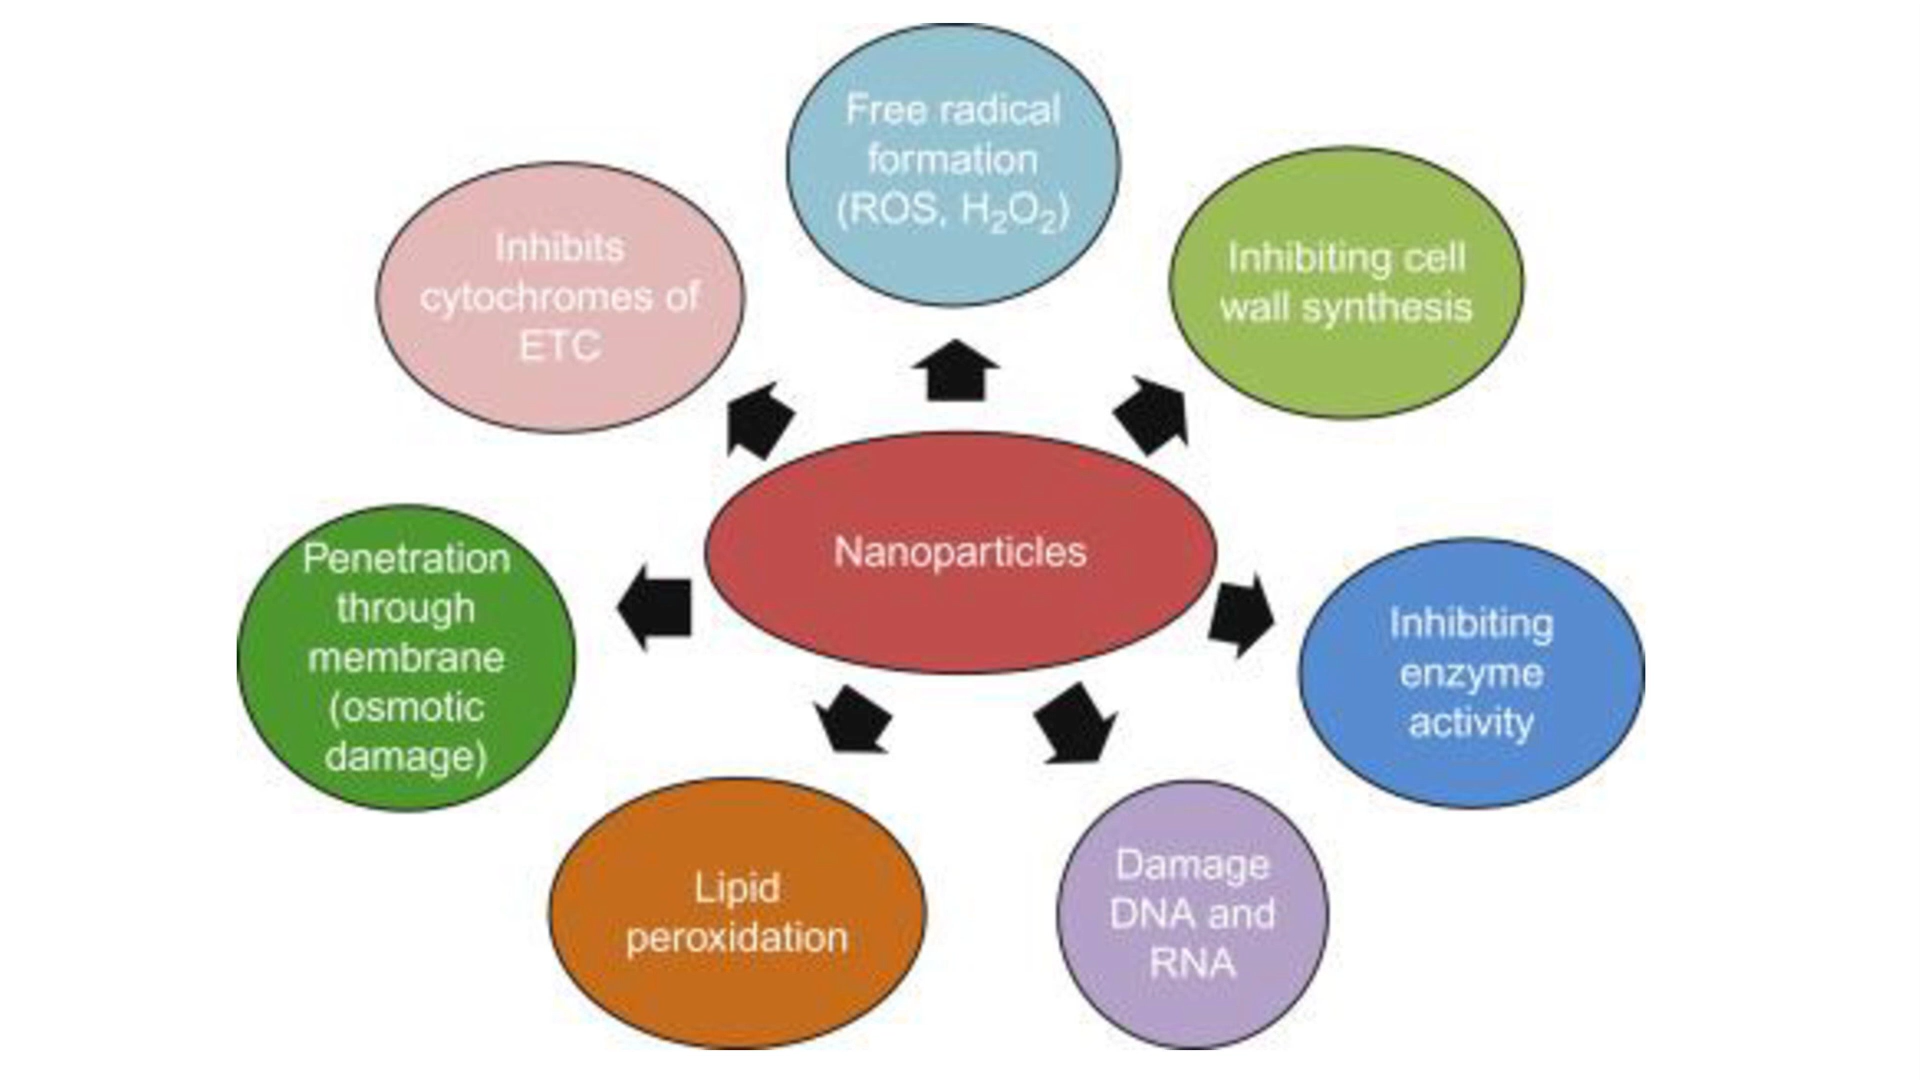 Free radical
formation
(ROS, H₂O₂)
Inhibits
cytochromes of
ETC
Inhibiting cell
wall synthesis
Nanoparticles
Penetration
through
membrane
(osmotic
damage)
Inhibiting
enzyme
activity
Lipid
peroxidation
Damage
DNA and
RNA